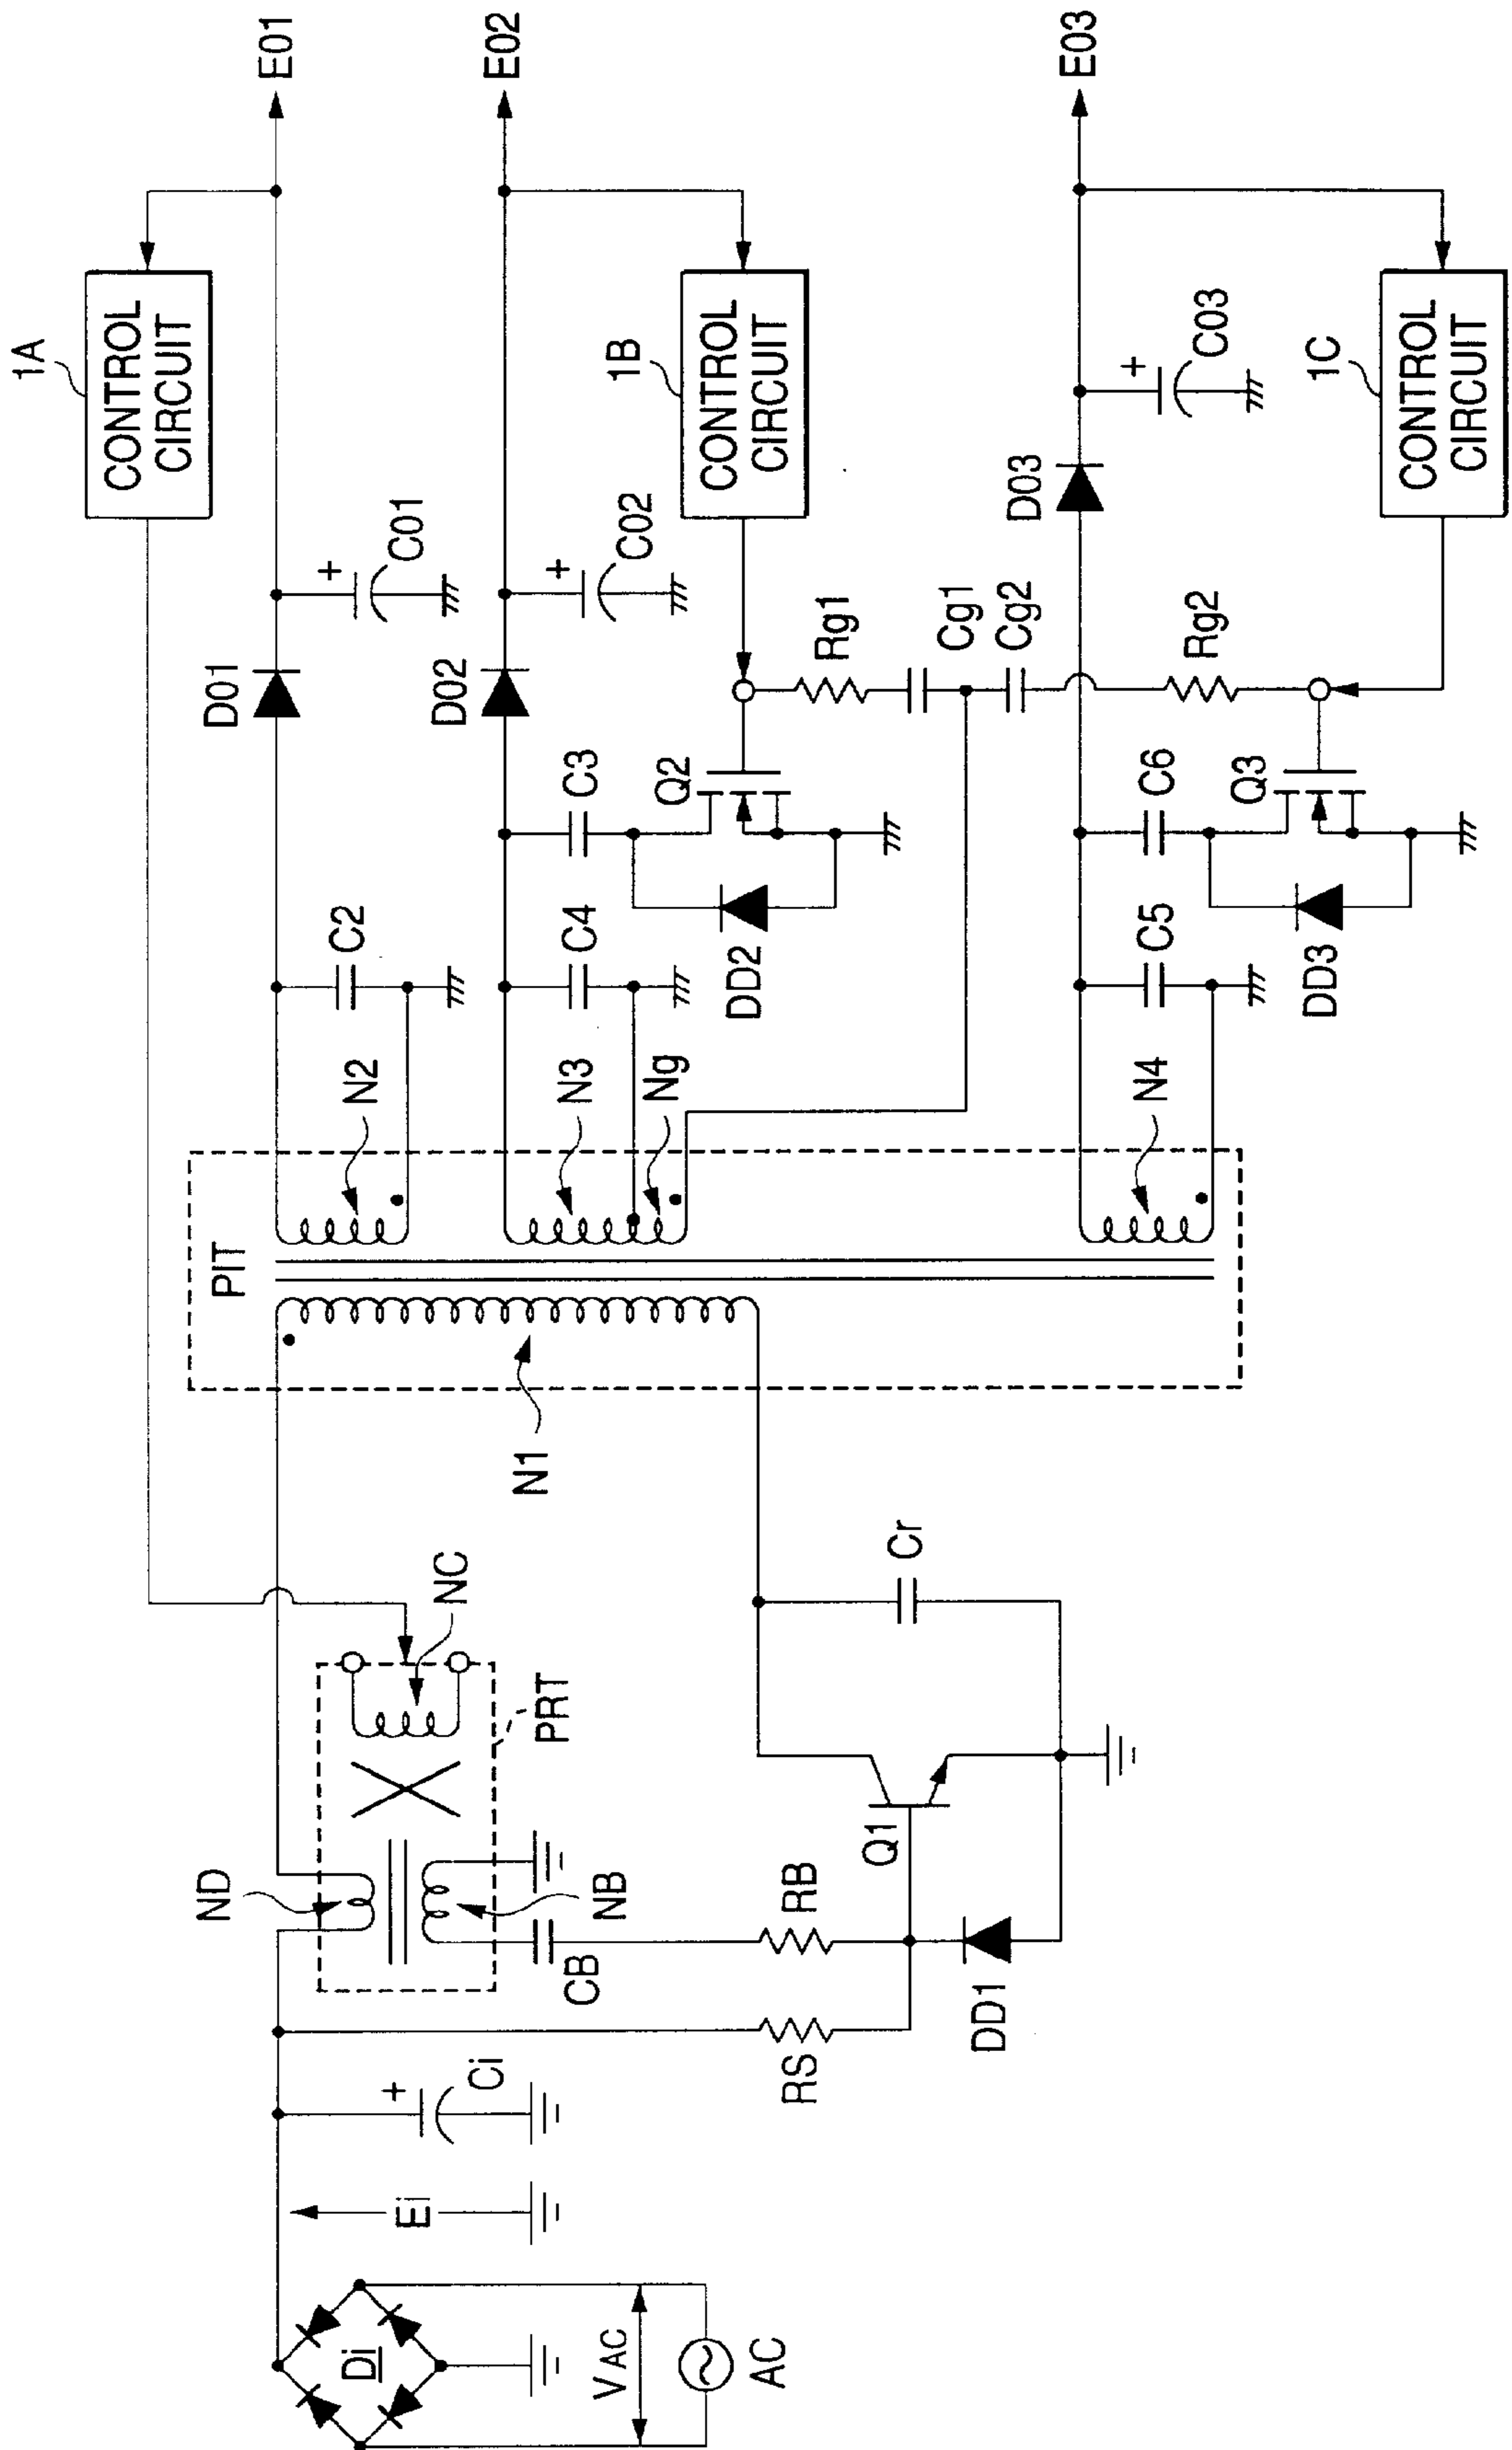 1A
CONTROL
CIRCUIT
E01
D01
C01
C2
N2
PIT
N1
ND
NC
PRT
NB
CB
Ci
Ei
Di
VAC
AC
RS
RB
Q1
DD1
Cr
E02
D02
C02
C3
C4
N3
Ng
Q2
DD2
1B
CONTROL
CIRCUIT
Rg1
Cg1
Cg2
Rg2
E03
D03
C03
C6
C5
N4
Q3
DD3
1C
CONTROL
CIRCUIT
+
+
+
+